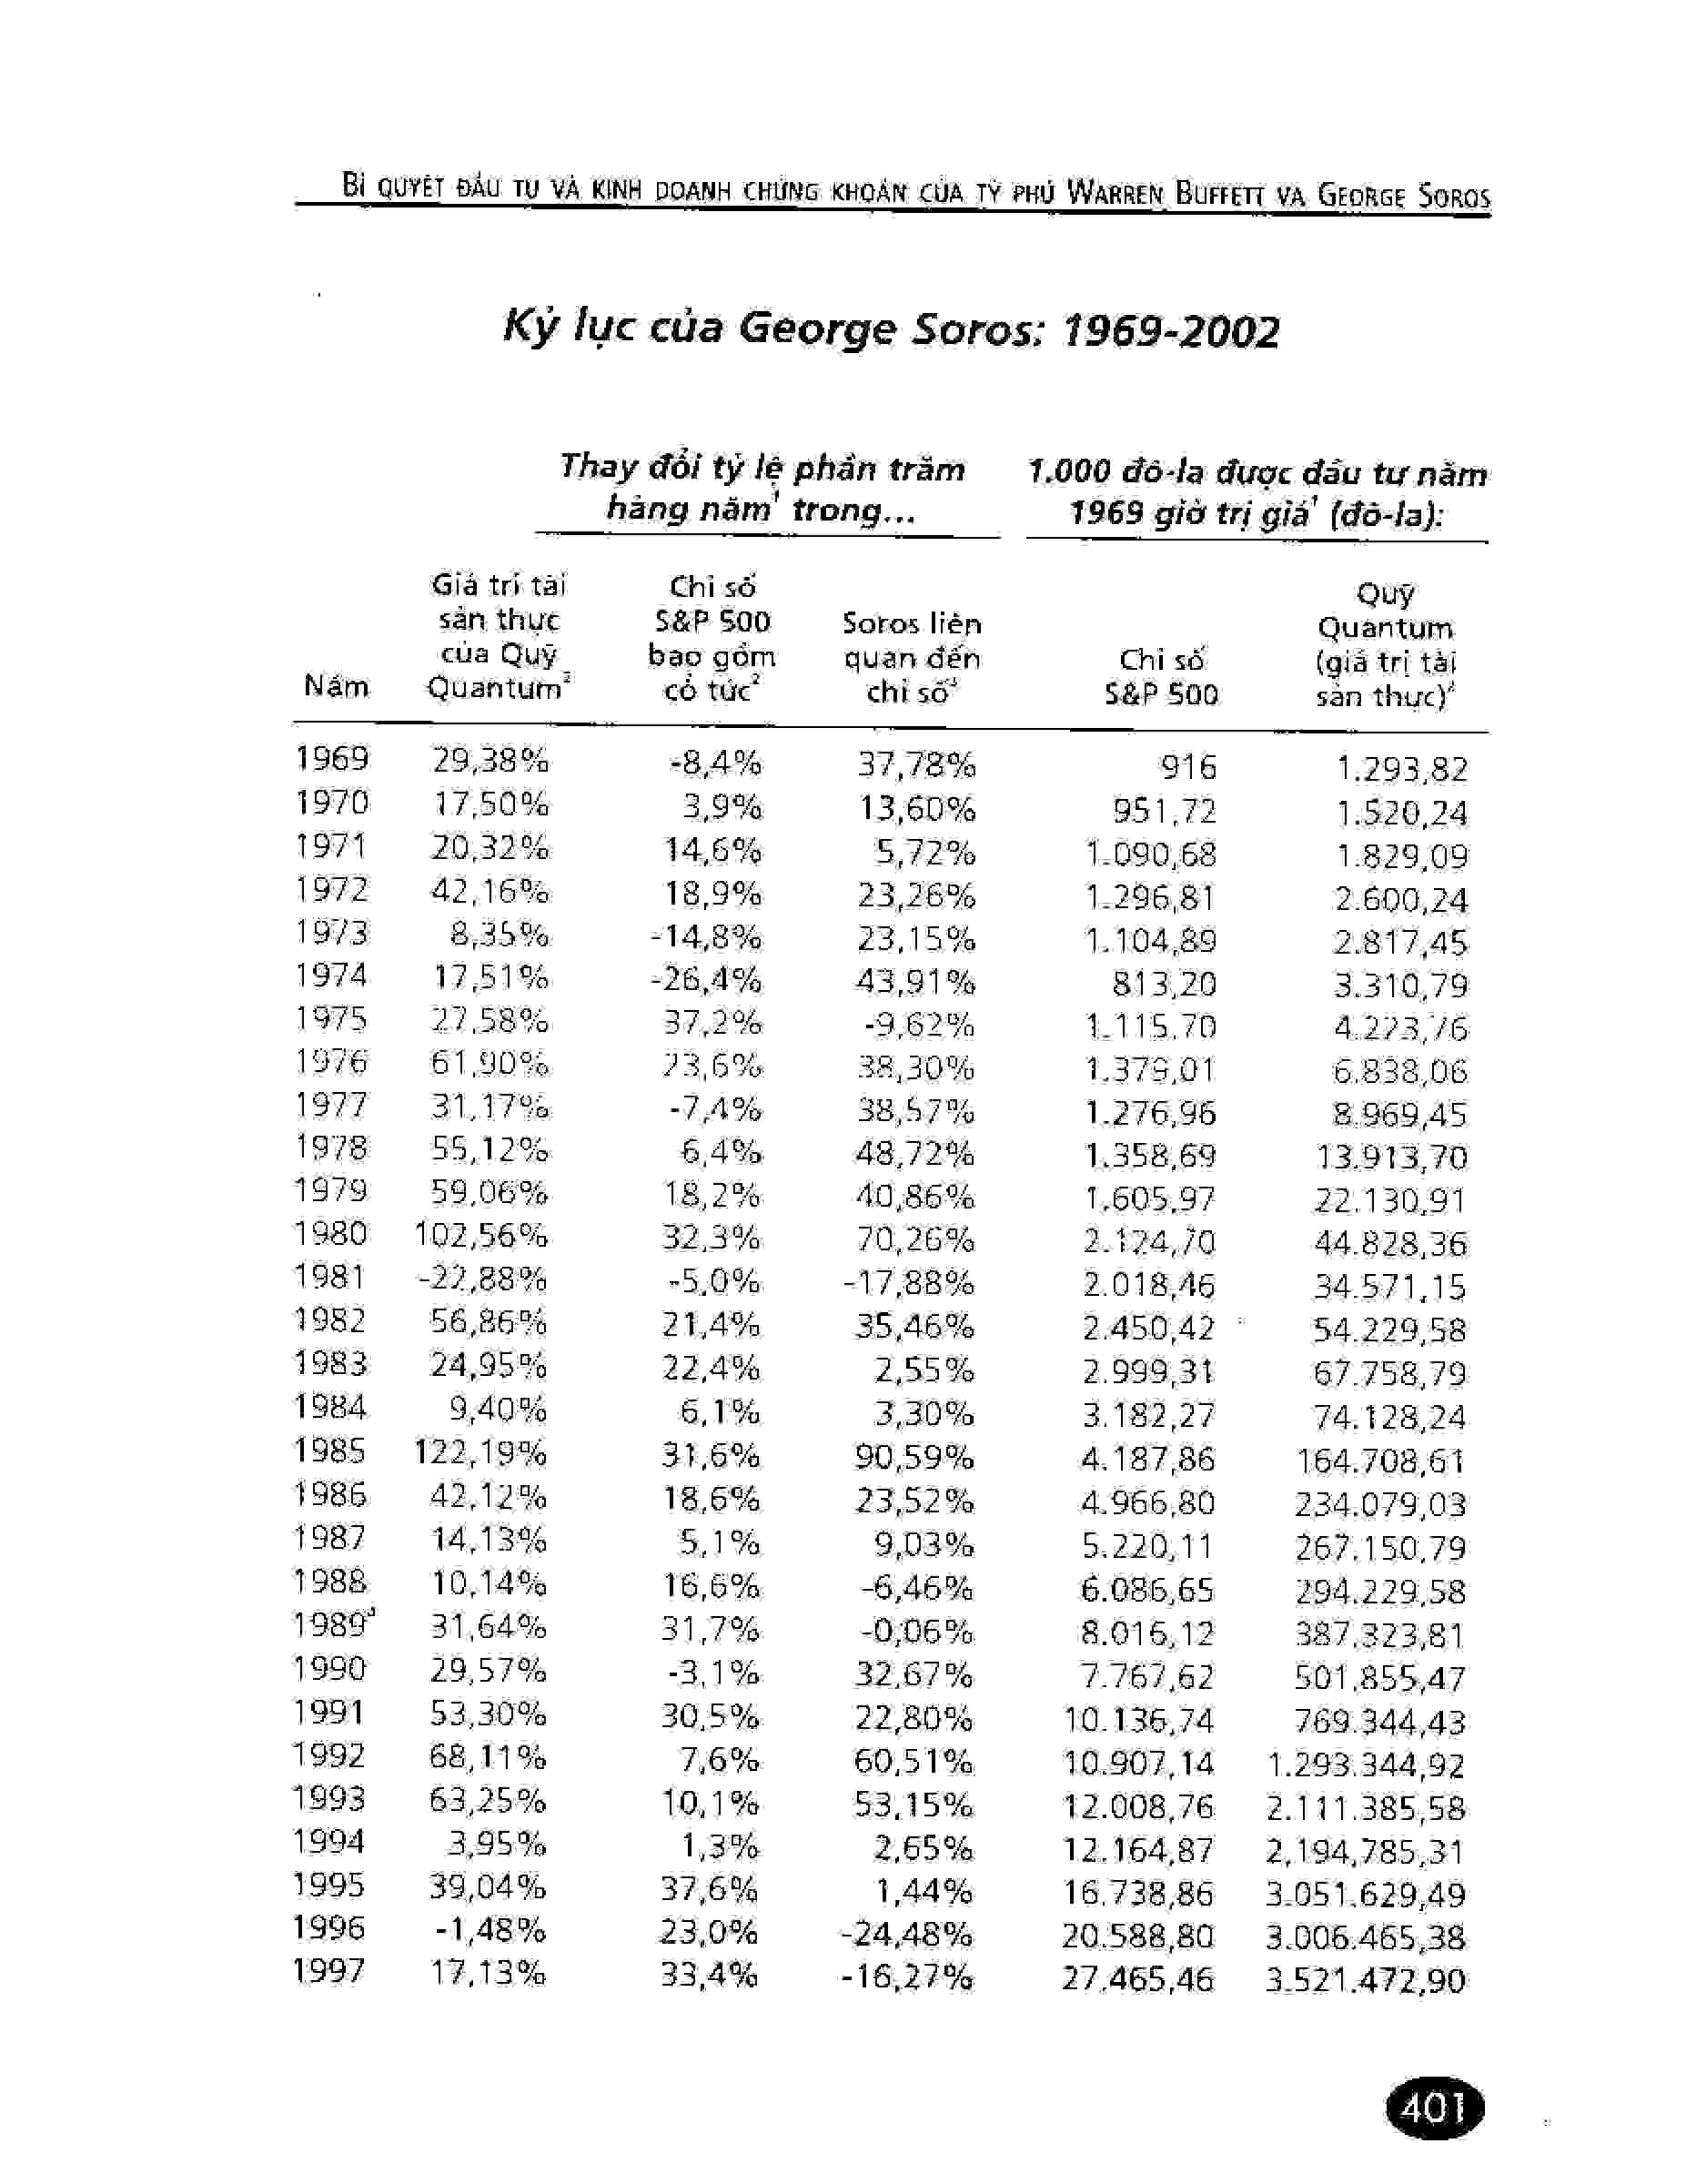 BÍ QUYẾT ĐẦU TƯ VÀ KINH DOANH CHỨNG KHOÁN CỦA TỶ PHÚ WARREN BUFFETT VÀ GEORGE SOROS
Kỷ lục của George Soros: 1969-2002
Thay đổi tỷ lệ phần trăm hàng năm¹ trong...
1.000 đô-la được đầu tư năm 1969 giờ trị giá¹ (đô-la):
Năm
Giá trị tài sản thực của Quỹ Quantum²
Chỉ số S&P 500 bao gồm cổ tức²
Soros liên quan đến chỉ số³
Chỉ số S&P 500
Quỹ Quantum (giá trị tài sản thực)²
1969 29,38% -8,4% 37,78% 916 1.293,82
1970 17,50% 3,9% 13,60% 951,72 1.520,24
1971 20,32% 14,6% 5,72% 1.090,68 1.829,09
1972 42,16% 18,9% 23,26% 1.296,81 2.600,24
1973 8,35% -14,8% 23,15% 1.104,89 2.817,45
1974 17,51% -26,4% 43,91% 813,20 3.310,79
1975 27,58% 37,2% -9,62% 1.115,70 4.223,76
1976 61,90% 23,6% 38,30% 1.379,01 6.838,06
1977 31,17% -7,4% 38,57% 1.276,96 8.969,45
1978 55,12% 6,4% 48,72% 1.358,69 13.913,70
1979 59,06% 18,2% 40,86% 1.605,97 22.130,91
1980 102,56% 32,3% 70,26% 2.124,70 44.828,36
1981 -22,88% -5,0% -17,88% 2.018,46 34.571,15
1982 56,86% 21,4% 35,46% 2.450,42 54.229,58
1983 24,95% 22,4% 2,55% 2.999,31 67.758,79
1984 9,40% 6,1% 3,30% 3.182,27 74.128,24
1985 122,19% 31,6% 90,59% 4.187,86 164.708,61
1986 42,12% 18,6% 23,52% 4.966,80 234.079,03
1987 14,13% 5,1% 9,03% 5.220,11 267.150,79
1988 10,14% 16,6% -6,46% 6.086,65 294.229,58
1989³ 31,64% 31,7% -0,06% 8.016,12 387.323,81
1990 29,57% -3,1% 32,67% 7.767,62 501.855,47
1991 53,30% 30,5% 22,80% 10.136,74 769.344,43
1992 68,11% 7,6% 60,51% 10.907,14 1.293.344,92
1993 63,25% 10,1% 53,15% 12.008,76 2.111.385,58
1994 3,95% 1,3% 2,65% 12.164,87 2,194,785,31
1995 39,04% 37,6% 1,44% 16.738,86 3.051.629,49
1996 -1,48% 23,0% -24,48% 20.588,80 3.006.465,38
1997 17,13% 33,4% -16,27% 27.465,46 3.521.472,90
401